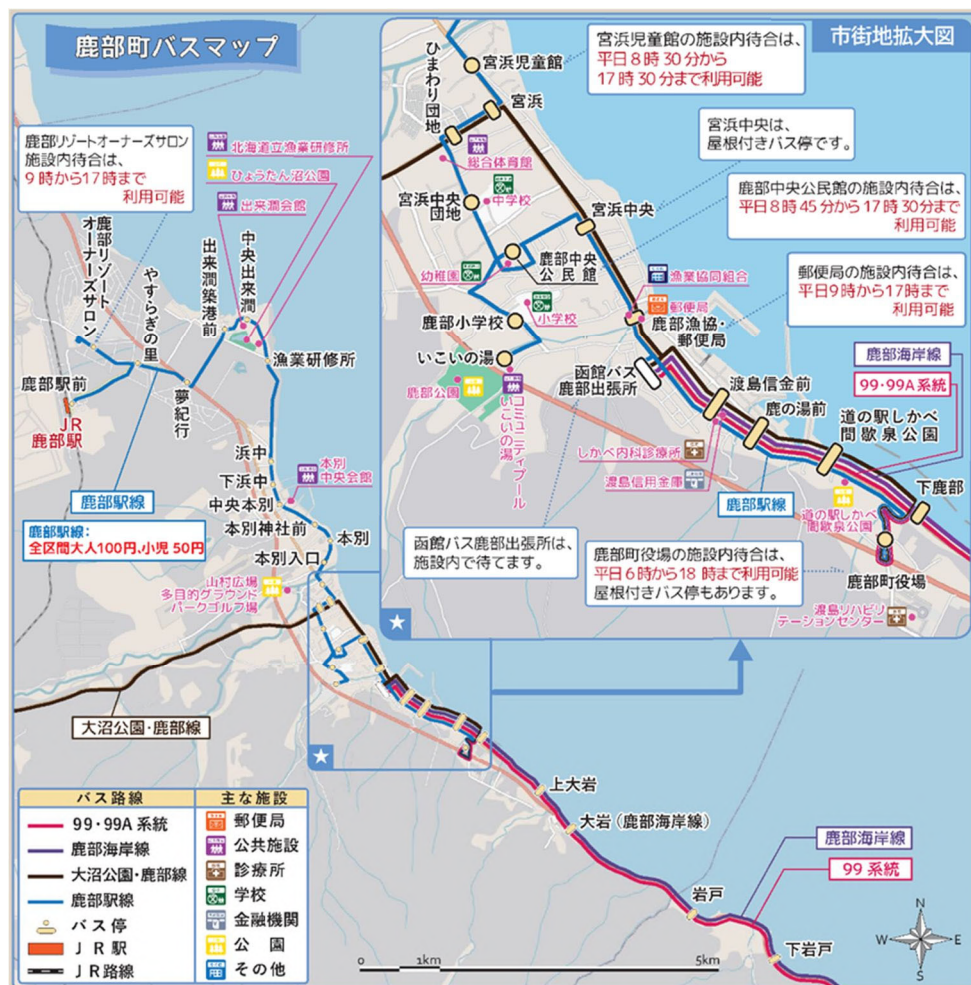 鹿部町バスマップ
市街地拡大図
鹿部リゾートオーナーズサロン
施設内待合は、
9時から17時まで
利用可能
北海道立漁業研修所
ひょうたん沼公園
出来澗会館
鹿部リゾート
オーナーズサロン
やすらぎの里
出来澗築港前
中央出来澗
漁業研修所
鹿部駅前
JR
鹿部駅
夢紀行
鹿部駅線
鹿部駅線:
全区間大人100円、小児50円
浜中
下浜中
中央本別
本別神社前
本別
本別入口
本別
中央会館
山村広場
多目的グラウンド
パークゴルフ場
大沼公園・鹿部線
ひまわり団地
宮浜児童館
宮浜児童館の施設内待合は、
平日8時30分から
17時30分まで利用可能
宮浜
総合体育館
中学校
宮浜中央
団地
宮浜中央
宮浜中央は、
屋根付きバス停です。
鹿部中央
公民館
鹿部中央公民館の施設内待合は、
平日8時45分から17時30分まで
利用可能
幼稚園
小学校
鹿部小学校
漁業協同組合
郵便局
鹿部漁協・
郵便局
郵便局の施設内待合は、
平日9時から17時まで
利用可能
いこいの湯
鹿部公園
コミュニティプール
いこいの湯
函館バス
鹿部出張所
渡島信金前
鹿の湯前
鹿部海岸線
99・99A系統
道の駅しかべ
間歇泉公園
しかべ内科診療所
渡島信用金庫
鹿部駅線
道の駅しかべ
間歇泉公園
下鹿部
函館バス鹿部出張所は、
施設内で待てます。
鹿部町役場の施設内待合は、
平日6時から18時まで利用可能
屋根付きバス停もあります。
鹿部町役場
渡島リハビリ
テーションセンター
★
★
上大岩
大岩(鹿部海岸線)
岩戸
下岩戸
鹿部海岸線
99系統
バス路線
99・99A系統
鹿部海岸線
大沼公園・鹿部線
鹿部駅線
バス停
JR駅
JR路線
主な施設
郵便局
公共施設
診療所
学校
金融機関
公園
その他
0 1km 5km
N
W E
S